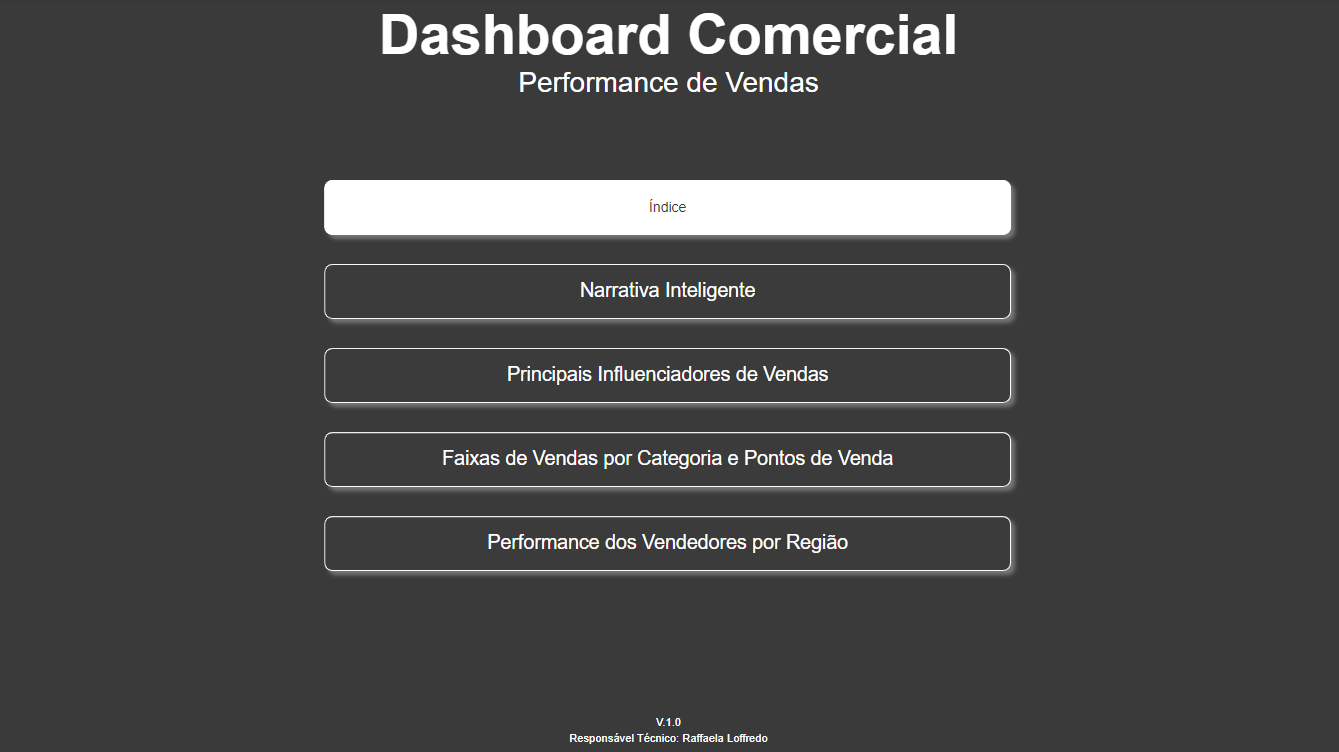 Dashboard Comercial
Performance de Vendas
Índice
Narrativa Inteligente
Principais Influenciadores de Vendas
Faixas de Vendas por Categoria e Pontos de Venda
Performance dos Vendedores por Região
V.1.0
Responsável Técnico: Raffaela Loffredo